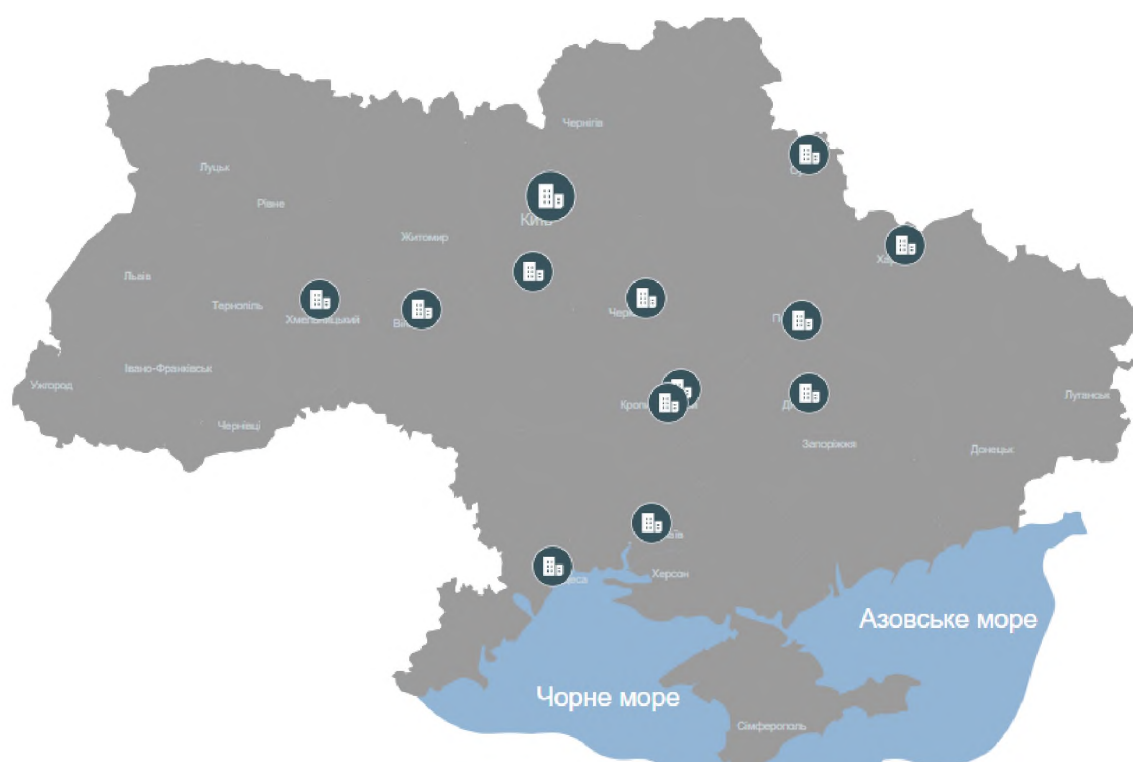 Чернігів
Луцьк
Рівне
Київ
Житомир
Львів
Тернопіль
Хмельницький
Івано-Франківськ
Ужгород
Луганськ
Чернівці
Запоріжжя
Донецьк
Херсон
Азовське море
Чорне море
Сімферополь